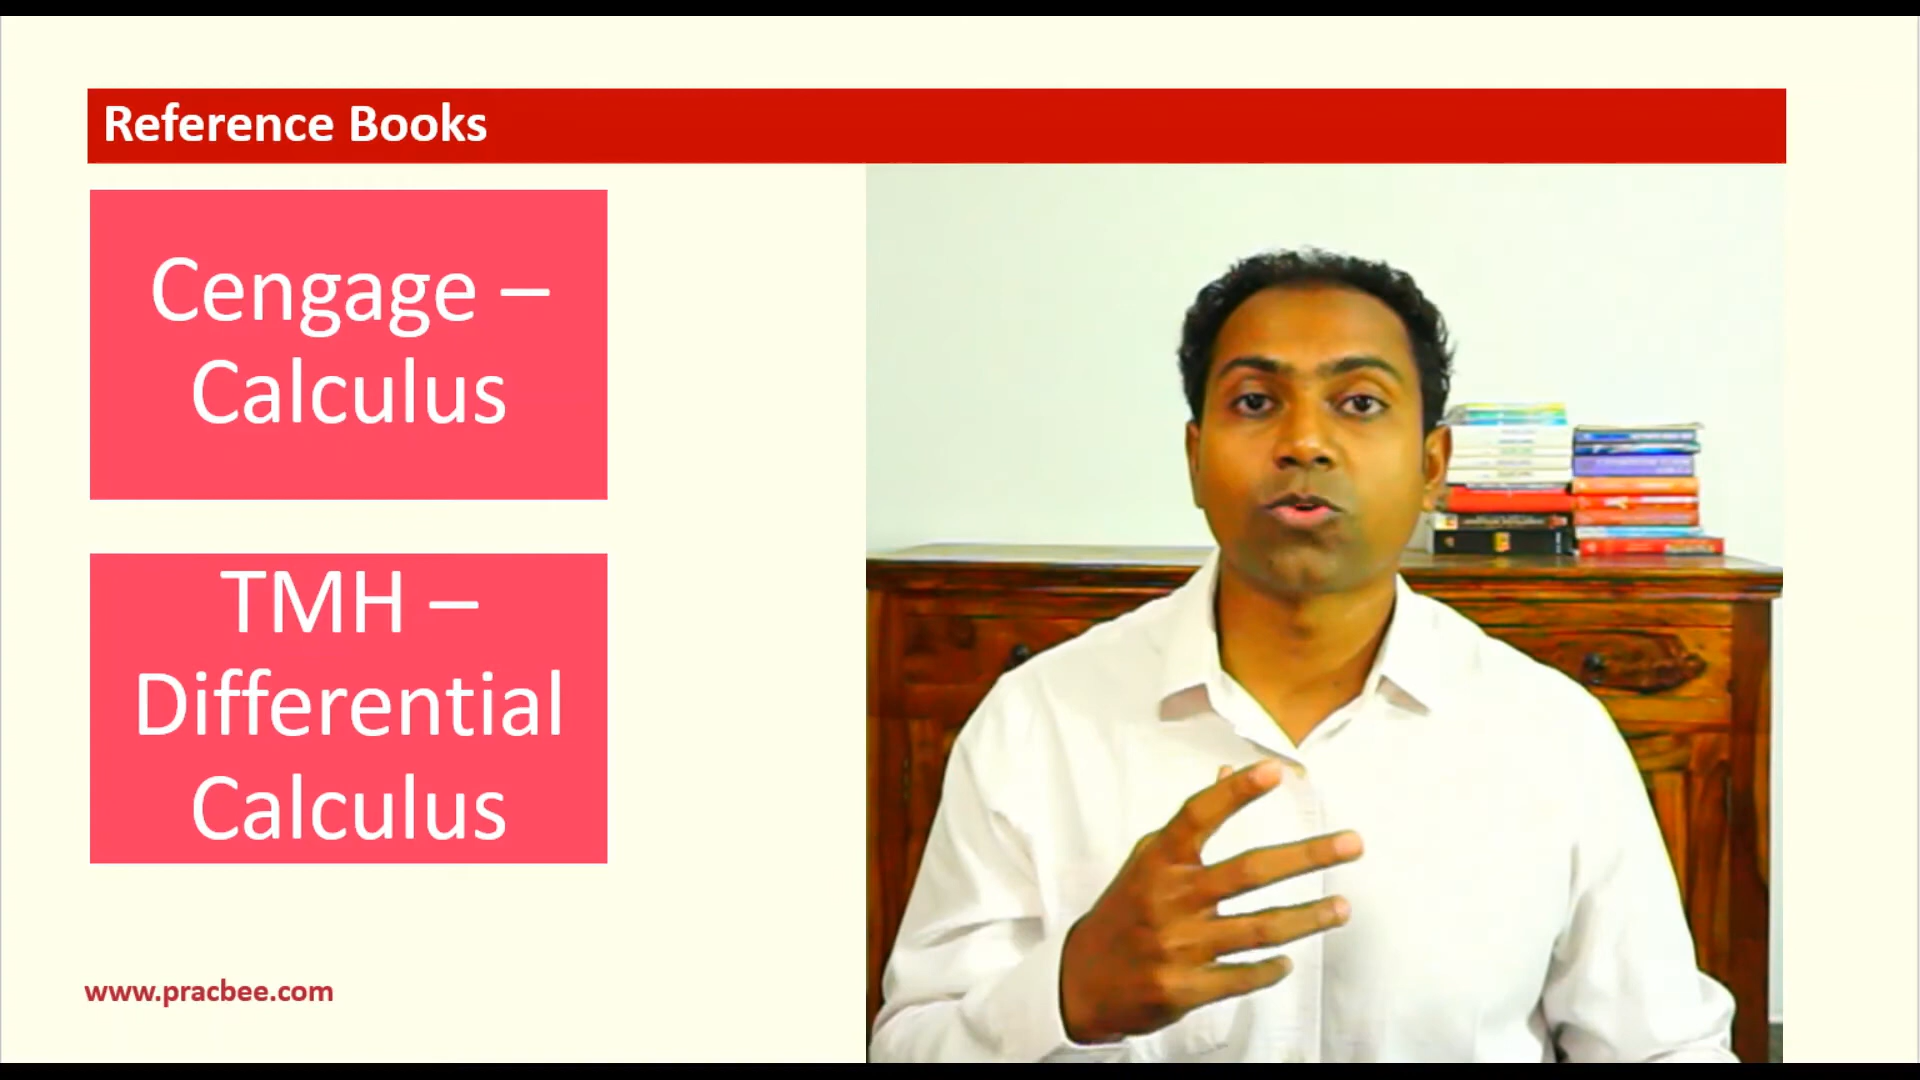 Reference Books
Cengage –
Calculus
TMH –
Differential
Calculus
www.pracbee.com